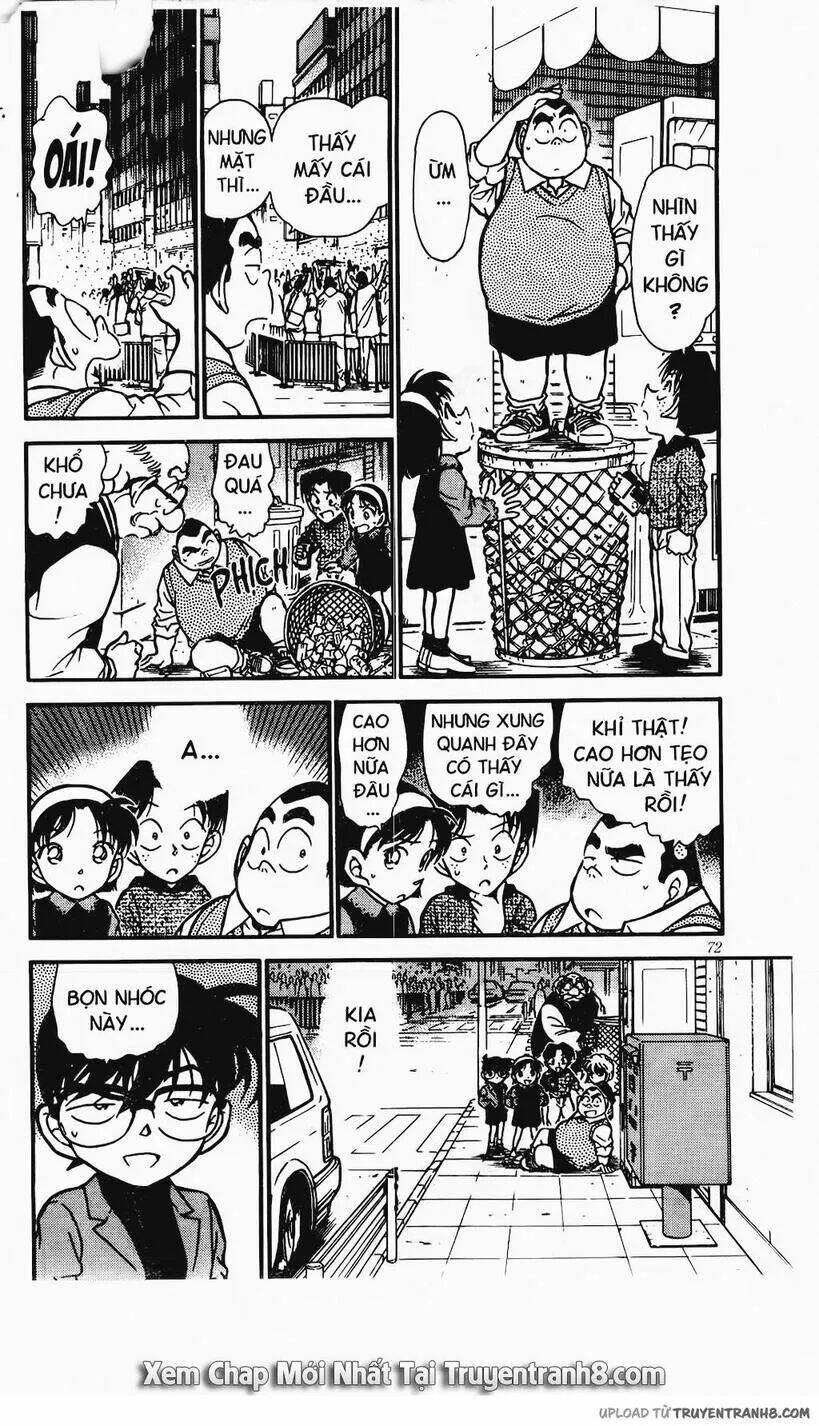 NHÌN
THẤY
GÌ
KHÔNG
?
ỪM
...
THẤY
MẤY CÁI
ĐẦU...
NHƯNG
MẶT
THÌ...
OÁI!
ĐAU
QUÁ
...
PHỊCH
KHỔ
CHƯA
!
KHỈ THẬT!
CAO HƠN TẸO
NỮA LÀ THẤY
RỒI!
NHƯNG XUNG
QUANH ĐÂY
CÓ THẤY
CÁI GÌ...
CAO
HƠN
NỮA
ĐÂU
...
A...
72
KIA
RỒI
!
BỌN NHÓC
NÀY...
Xem Chap Mới Nhất Tại Truyentranh8.com
UPLOAD TỪ TRUYENTRANH8.COM